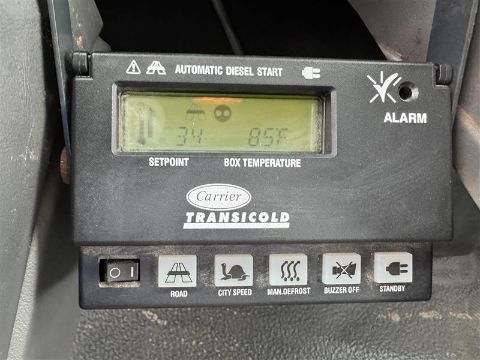 AUTOMATIC DIESEL START
ALARM
34 85F
SETPOINT BOX TEMPERATURE
Carrier
TRANSICOLD
O I
ROAD CITY SPEED MAN.DEFROST BUZZER OFF STANDBY